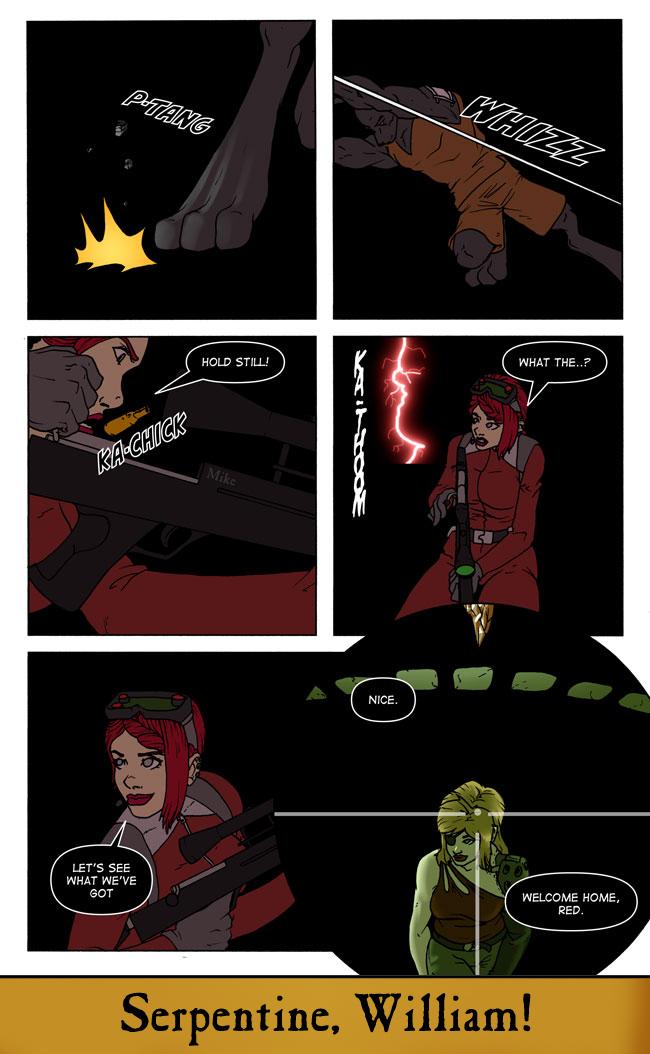 P-TANG
WHIZZ
HOLD STILL!
KA-CHICK
Mike
WHAT THE..?
KA-THOOM
NICE.
LET'S SEE
WHAT WE'VE
GOT
WELCOME HOME,
RED.
Serpentine, William!